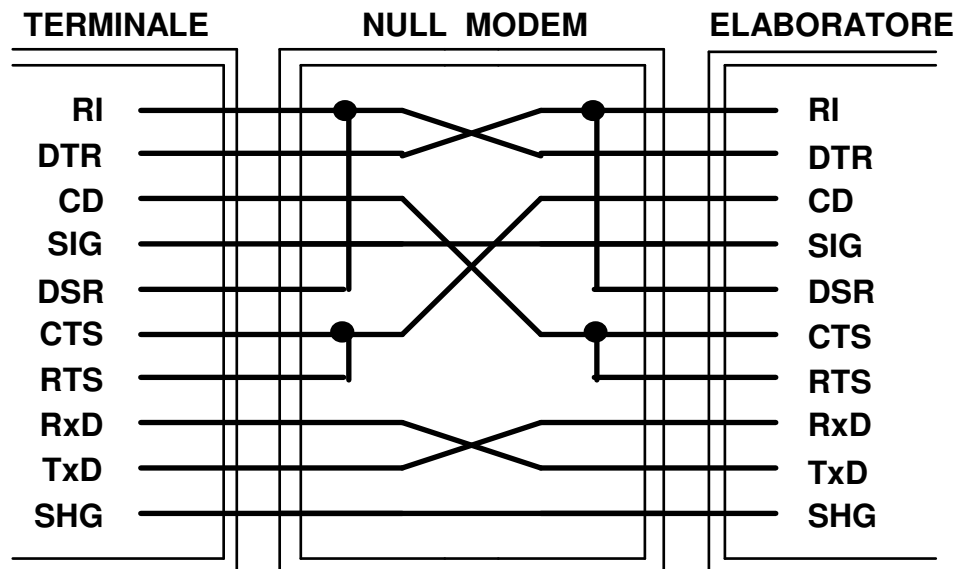 TERMINALE NULL MODEM ELABORATORE
RI RI
DTR DTR
CD CD
SIG SIG
DSR DSR
CTS CTS
RTS RTS
RxD RxD
TxD TxD
SHG SHG